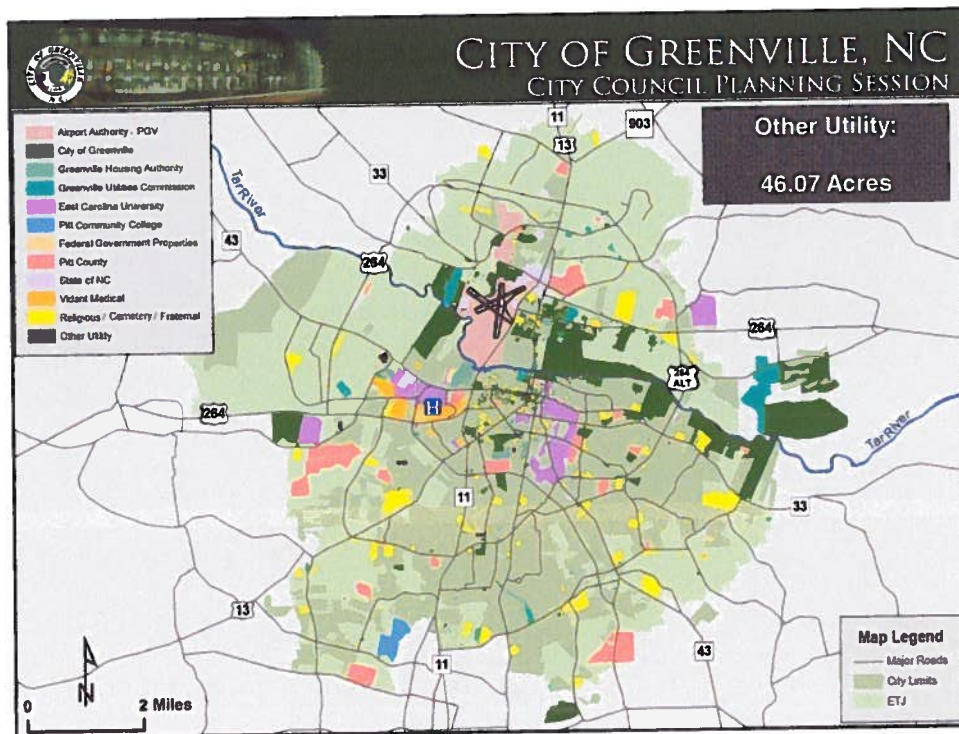 CITY OF GREENVILLE, NC
CITY COUNCIL PLANNING SESSION
CITY OF GREENVILLE
N.C.
Airport Authority - PGV
City of Greenville
Greenville Housing Authority
Greenville Utilities Commission
East Carolina University
Pitt Community College
Federal Government Properties
Pitt County
State of NC
Vidant Medical
Religious / Cemetery / Fraternal
Other Utility
Other Utility:
46.07 Acres
11
903
13
33
Tar River
43
264
264
264
ALT
H
264
Tar River
11
33
13
11
43
N
0 2 Miles
Map Legend
Major Roads
City Limits
ETJ